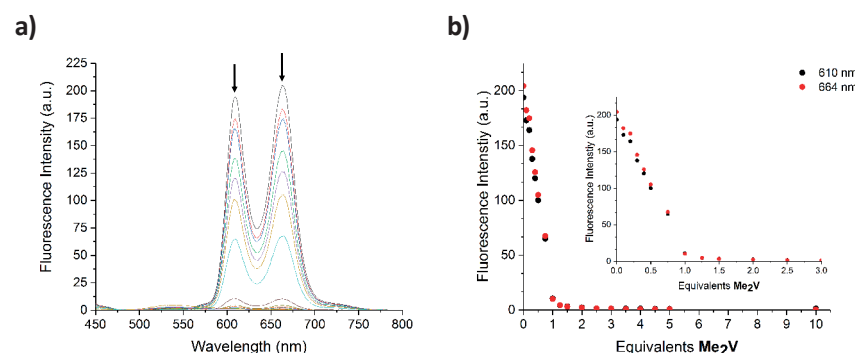 a)
Fluorescence Intensity (a.u.)
225
200
175
150
125
100
75
50
25
0
450 500 550 600 650 700 750 800
Wavelength (nm)
b)
610 nm
664 nm
Fluorescence Intenstiy (a.u.)
200
150
100
50
0
0 1 2 3 4 5 6 7 8 9 10
Equivalents Me2V
Fluorescence Intenstiy (a.u.)
200
150
100
50
0
0.0 0.5 1.0 1.5 2.0 2.5 3.0
Equivalents Me2V